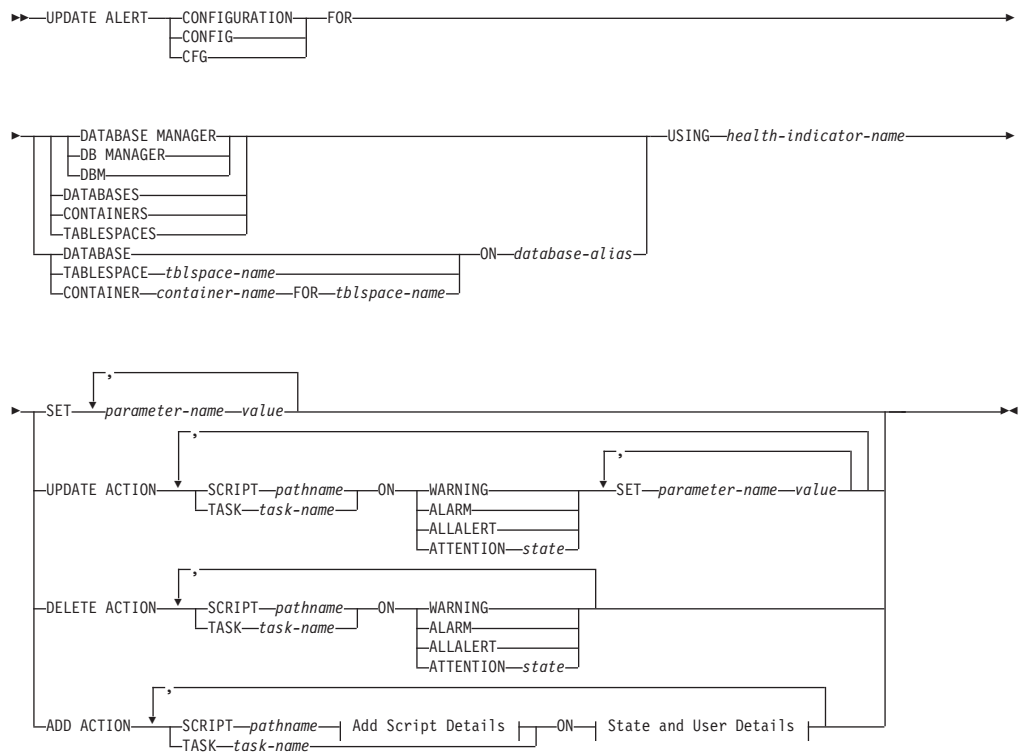 UPDATE ALERT CONFIGURATION FOR
CONFIG
CFG
DATABASE MANAGER USING health-indicator-name
DB MANAGER
DBM
DATABASES
CONTAINERS
TABLESPACES
DATABASE ON database-alias
TABLESPACE tblspace-name
CONTAINER container-name FOR tblspace-name
,
SET parameter-name value
,
,
UPDATE ACTION SCRIPT pathname ON WARNING SET parameter-name value
TASK task-name ALARM
ALLALERT
ATTENTION state
,
DELETE ACTION SCRIPT pathname ON WARNING
TASK task-name ALARM
ALLALERT
ATTENTION state
,
ADD ACTION SCRIPT pathname Add Script Details ON State and User Details
TASK task-name